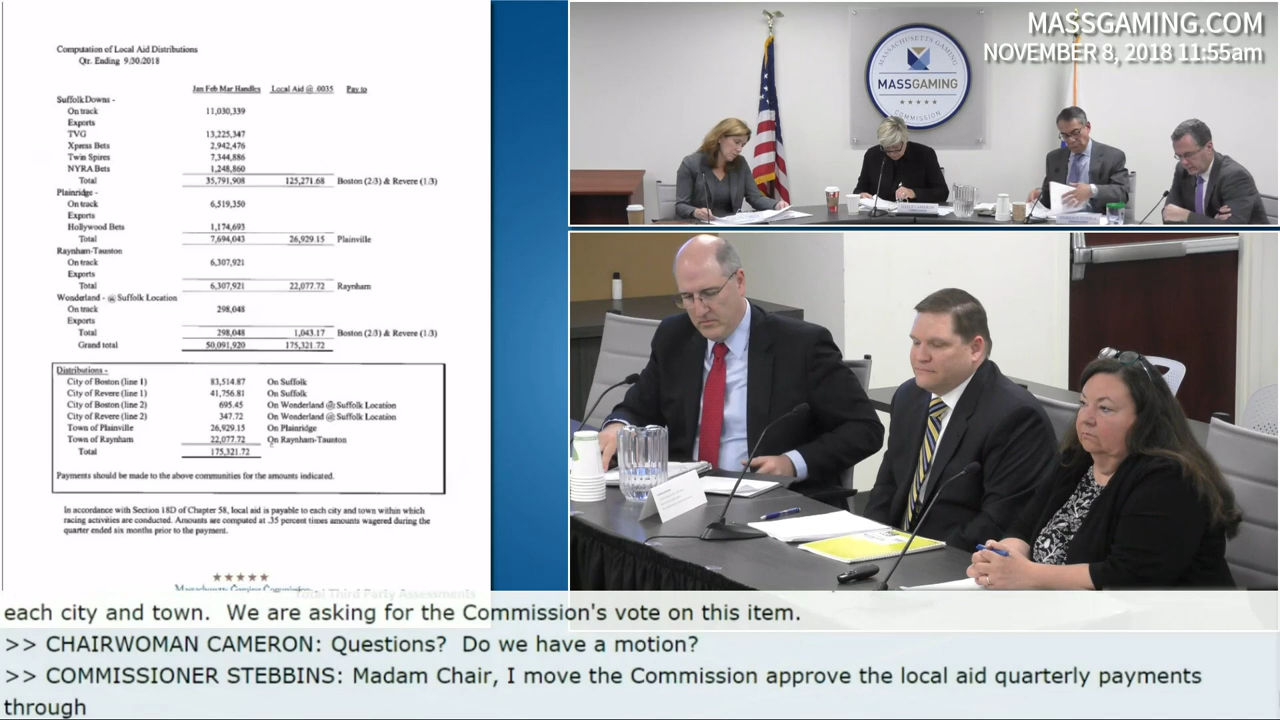 Computation of Local Aid Distributions
Qtr. Ending 9/30/2018
Jan Feb Mar Handles Local Aid @ .0035 Pay to
Suffolk Downs -
On track 11,030,339
Exports
TVG 13,225,347
Xpress Bets 2,942,476
Twin Spires 7,344,886
NYRA Bets 1,248,860
Total 35,791,908 125,271.68 Boston (2/3) & Revere (1/3)
Plainridge -
On track 6,519,350
Exports
Hollywood Bets 1,174,693
Total 7,694,043 26,929.15 Plainville
Raynham-Taunton
On track 6,307,921
Exports
Total 6,307,921 22,077.72 Raynham
Wonderland - @ Suffolk Location
On track 298,048
Exports
Total 298,048 1,043.17 Boston (2/3) & Revere (1/3)
Grand total 50,091,920 175,321.72
Distributions -
City of Boston (line 1) 83,514.87 On Suffolk
City of Revere (line 1) 41,756.81 On Suffolk
City of Boston (line 2) 695.45 On Wonderland @ Suffolk Location
City of Revere (line 2) 347.72 On Wonderland @ Suffolk Location
Town of Plainville 26,929.15 On Plainridge
Town of Raynham 22,077.72 On Raynham-Taunton
Total 175,321.72
Payments should be made to the above communities for the amounts indicated.
In accordance with Section 18D of Chapter 58, local aid is payable to each city and town within which
racing activities are conducted. Amounts are computed at .35 percent times amounts wagered during the
quarter ended six months prior to the payment.
★★★★★
Massachusetts Gaming Commission
Total Third Party Assessments
MASSGAMING.COM
NOVEMBER 8, 2018 11:55am
MASSACHUSETTS GAMING
MASSGAMING
★★★★★
COMMISSION
each city and town. We are asking for the Commission's vote on this item.
>> CHAIRWOMAN CAMERON: Questions? Do we have a motion?
>> COMMISSIONER STEBBINS: Madam Chair, I move the Commission approve the local aid quarterly payments
through